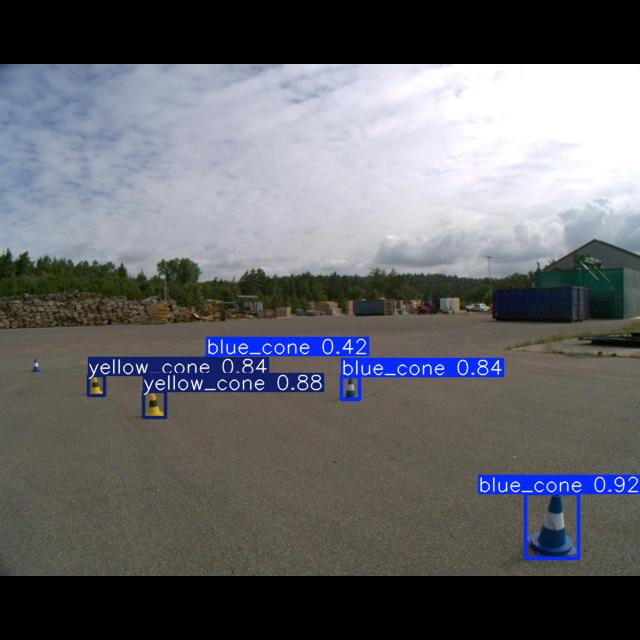 blue_cone 0.42
yellow_cone 0.84
blue_cone 0.84
yellow_cone 0.88
blue_cone 0.92